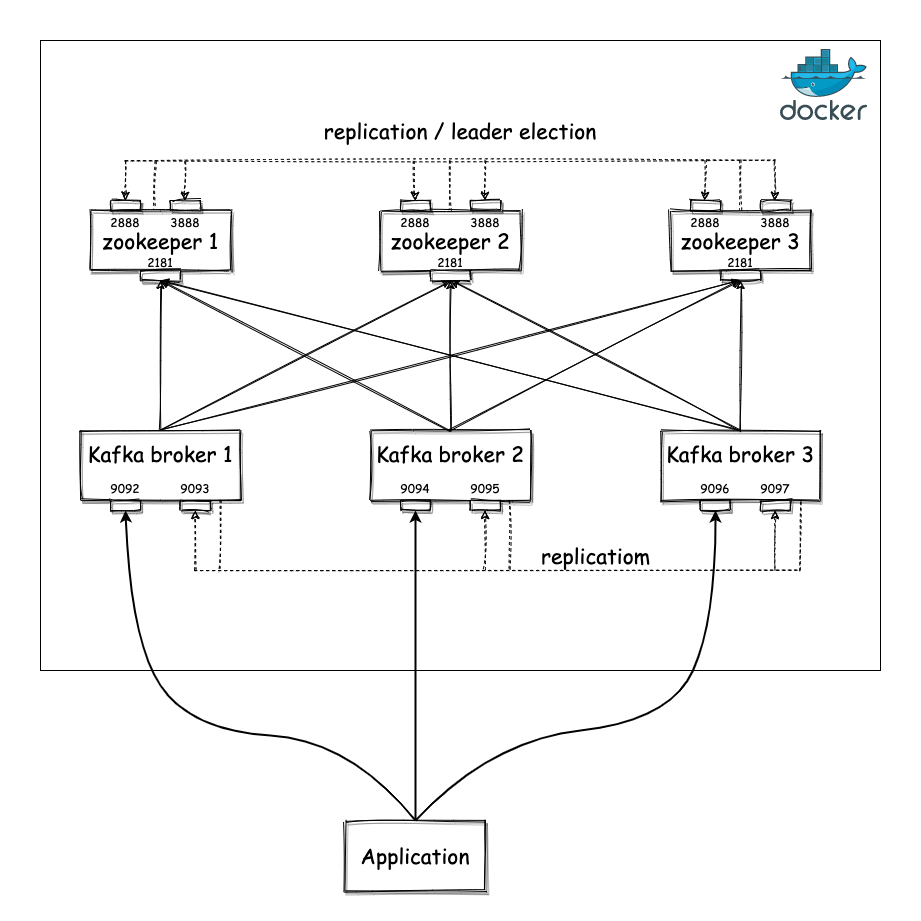 docker
replication / leader election
2888 3888
zookeeper 1
2181
2888 3888
zookeeper 2
2181
2888 3888
zookeeper 3
2181
Kafka broker 1
9092 9093
Kafka broker 2
9094 9095
Kafka broker 3
9096 9097
replicatiom
Application